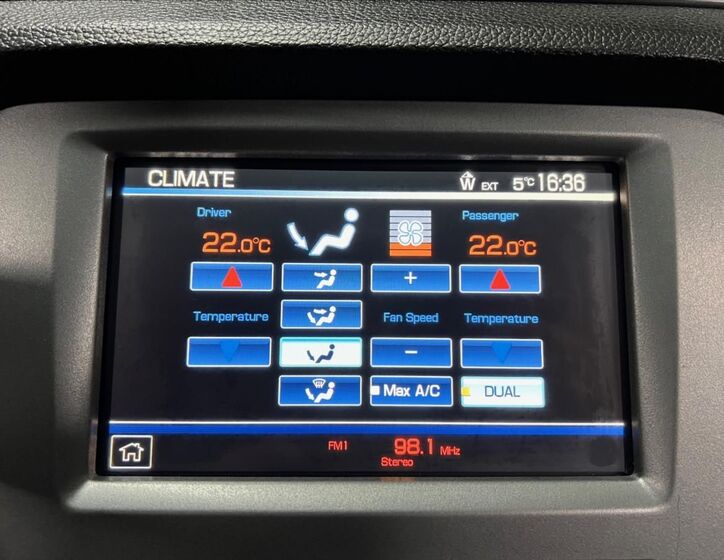 CLIMATE W EXT 5°C 16:36
Driver Passenger
22.0°C 22.0°C
+
Temperature Fan Speed Temperature
-
Max A/C DUAL
FM1 98.1 MHz
Stereo